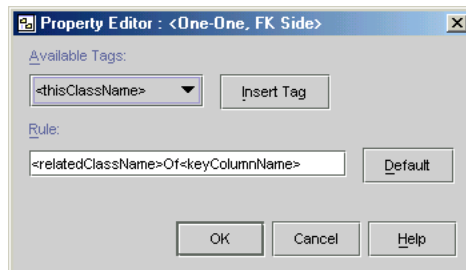 Property Editor : <One-One, FK Side>
Available Tags:
<thisClassName>
Insert Tag
Rule:
<relatedClassName>Of<keyColumnName>
Default
OK Cancel Help